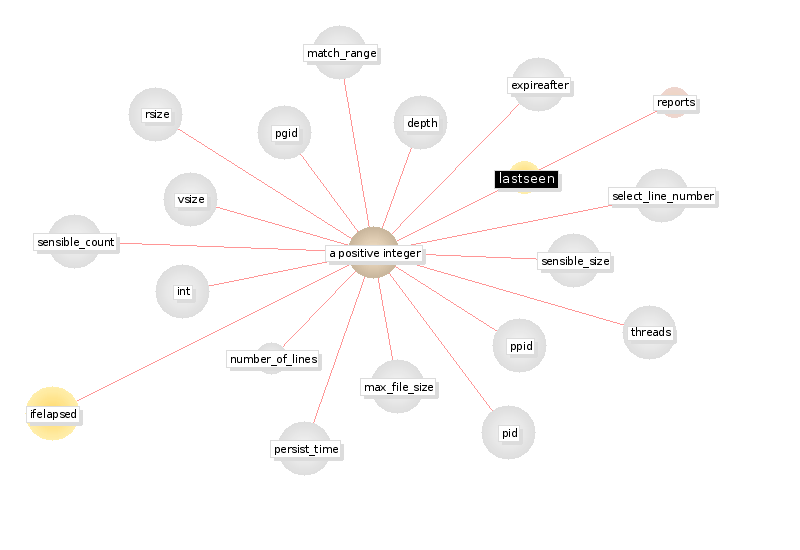 match_range
expireafter
reports
rsize
depth
pgid
lastseen
select_line_number
vsize
sensible_count
a positive integer
sensible_size
int
threads
ppid
number_of_lines
max_file_size
ifelapsed
pid
persist_time